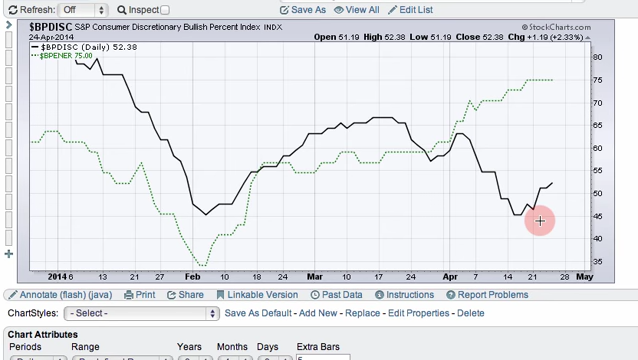 Refresh: Off Inspect Save As View All Edit List
$BPDISC S&P Consumer Discretionary Bullish Percent Index INDX © StockCharts.com
24-Apr-2014 Open 51.19 High 52.38 Low 51.19 Close 52.38 Chg +1.19 (+2.33%)
$BPDISC (Daily) 52.38
$BPENER 75.00
80
75
70
65
60
55
50
45
40
35
2014 6 13 21 27 Feb 10 18 24 Mar 10 17 24 Apr 7 14 21 28 May
Annotate (flash) (java) Print Share Linkable Version Past Data Instructions Report Problems
ChartStyles: - Select - Save As Default - Add New - Replace - Edit Properties - Delete
Chart Attributes
Periods Range Years Months Days Extra Bars